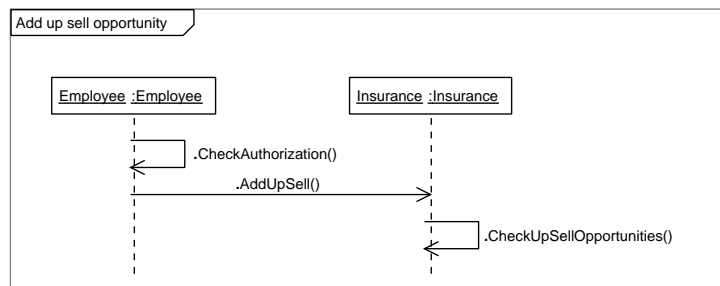 Add up sell opportunity
Employee :Employee
Insurance :Insurance
.CheckAuthorization()
.AddUpSell()
.CheckUpSellOpportunities()